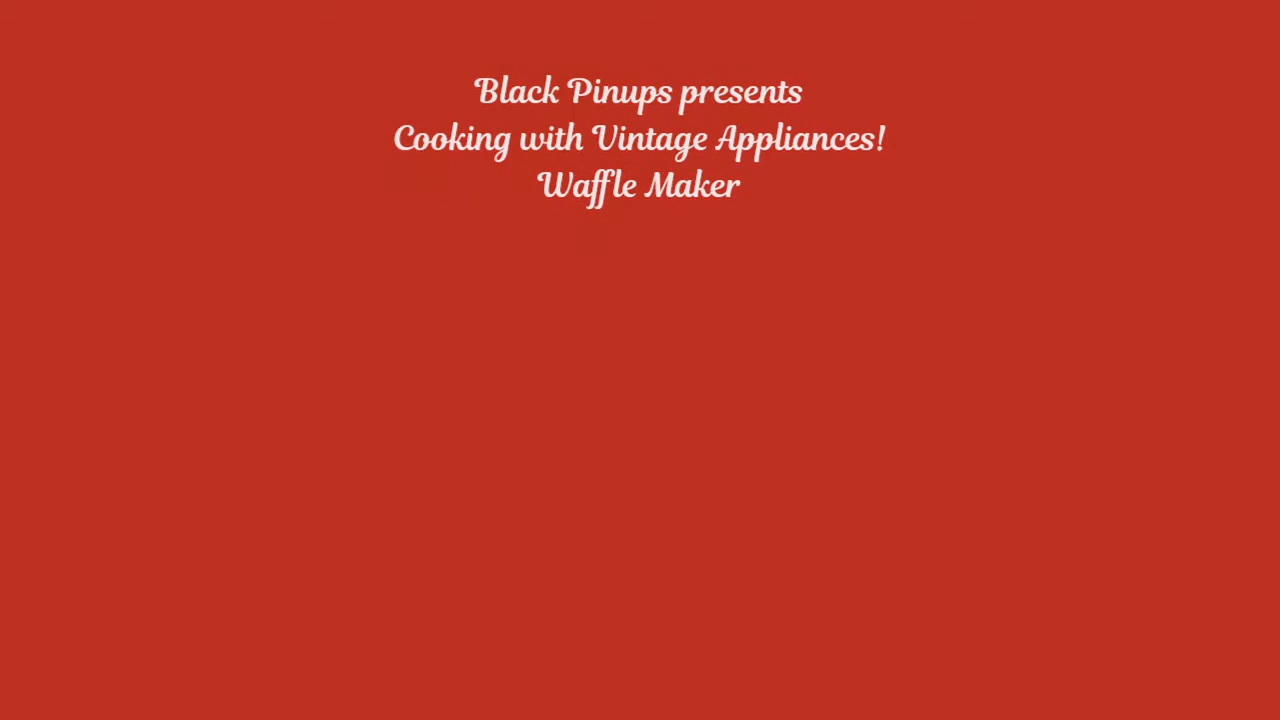 Black Pinups presents
Cooking with Vintage Appliances!
Waffle Maker